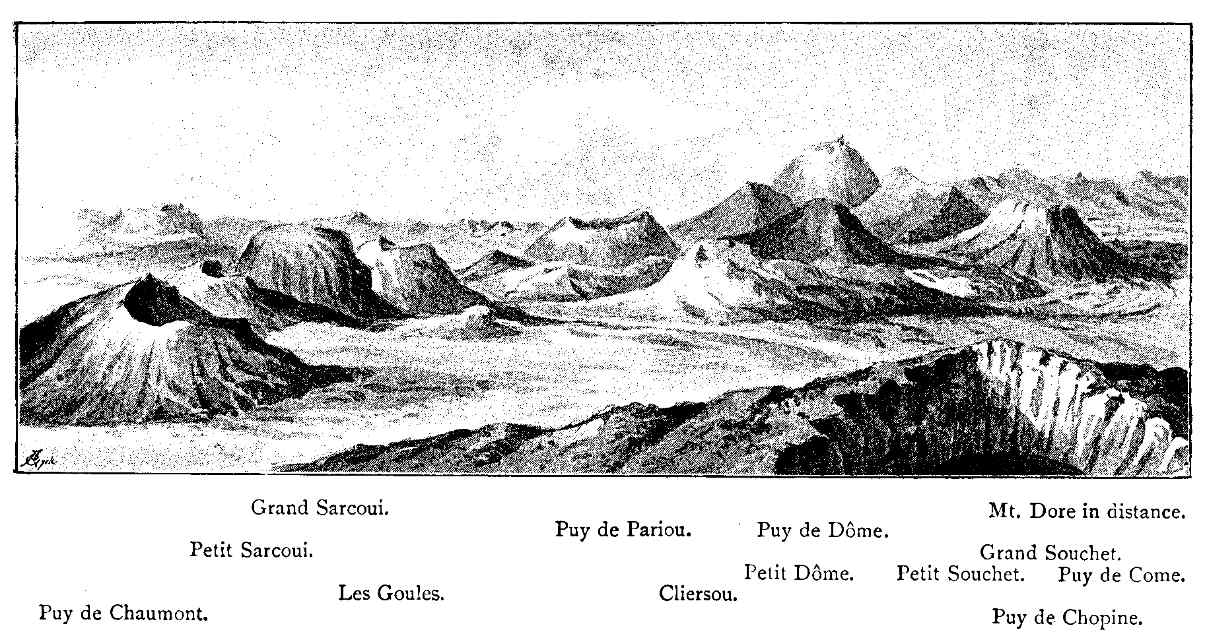 Grand Sarcoui. Mt. Dore in distance.
Puy de Pariou. Puy de Dôme.
Petit Sarcoui. Grand Souchet.
Petit Dôme. Petit Souchet. Puy de Come.
Les Goules. Cliersou.
Puy de Chaumont. Puy de Chopine.